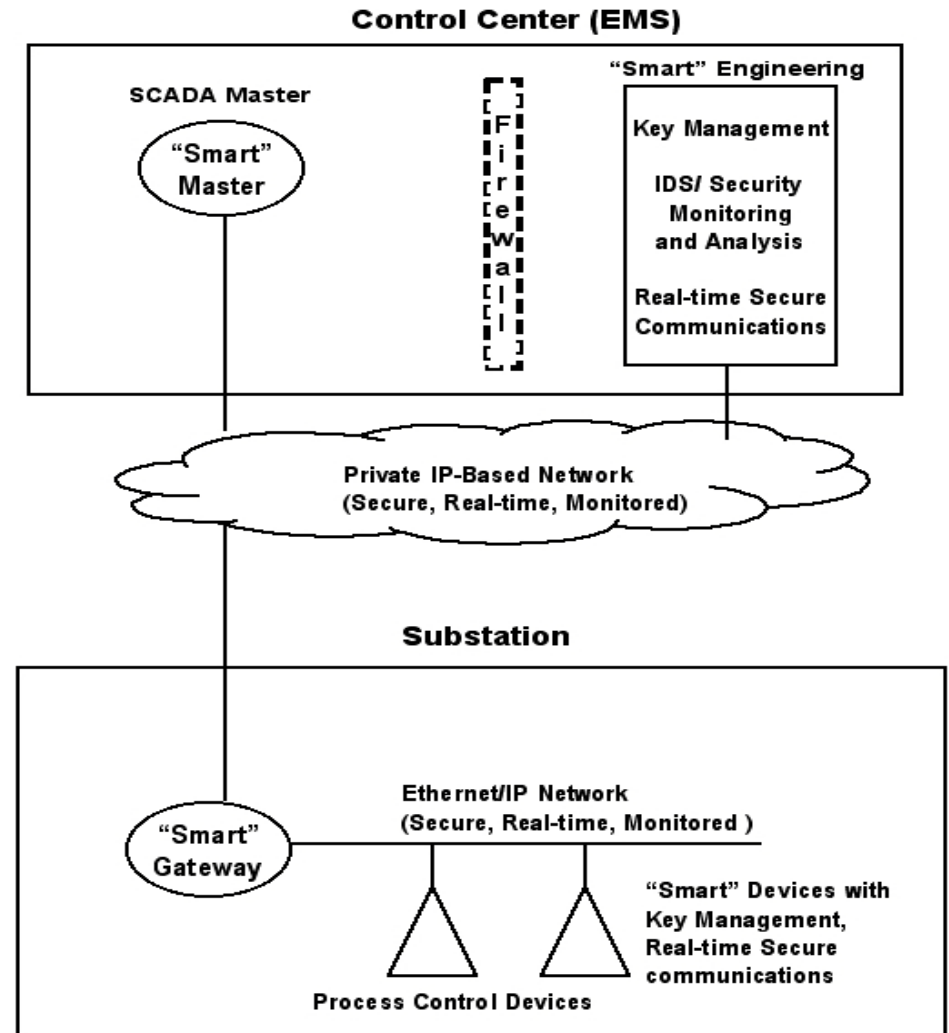 Control Center (EMS)
SCADA Master
“Smart”
Master
Firewall
“Smart” Engineering
Key Management
IDS/ Security
Monitoring
and Analysis
Real-time Secure
Communications
Private IP-Based Network
(Secure, Real-time, Monitored)
Substation
“Smart”
Gateway
Ethernet/IP Network
(Secure, Real-time, Monitored )
“Smart” Devices with
Key Management,
Real-time Secure
communications
Process Control Devices